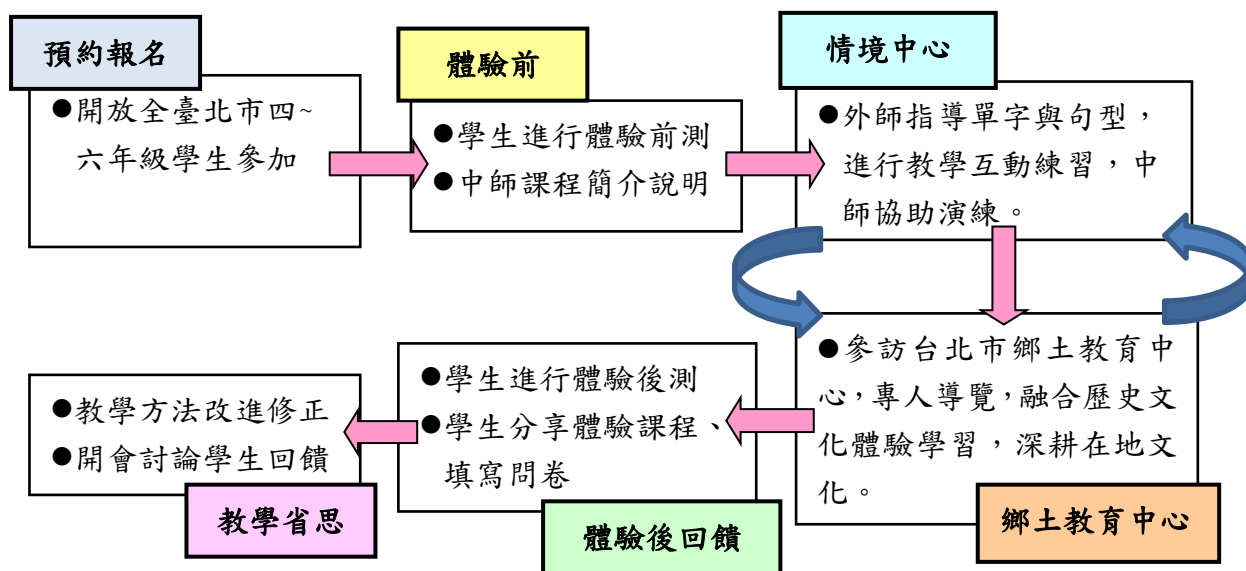 預約報名
●開放全臺北市四~
六年級學生參加
體驗前
●學生進行體驗前測
●中師課程簡介說明
情境中心
●外師指導單字與句型，
進行教學互動練習，中
師協助演練。
●參訪台北市鄉土教育中
心，專人導覽，融合歷史文
化體驗學習，深耕在地文
化。
鄉土教育中心
●學生進行體驗後測
●學生分享體驗課程、
填寫問卷
體驗後回饋
●教學方法改進修正
●開會討論學生回饋
教學省思